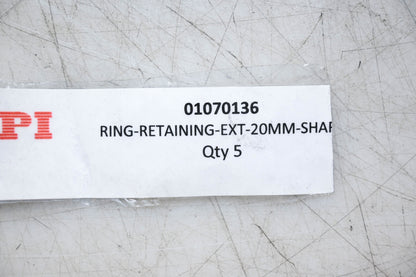 01070136
PI RING-RETAINING-EXT-20MM-SHAF
Qty 5